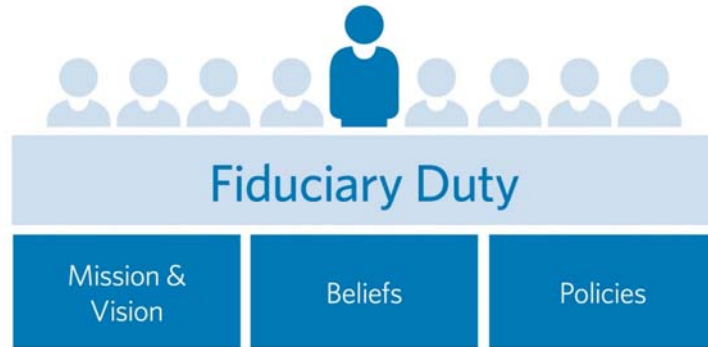 Fiduciary Duty
Mission &
Vision
Beliefs
Policies